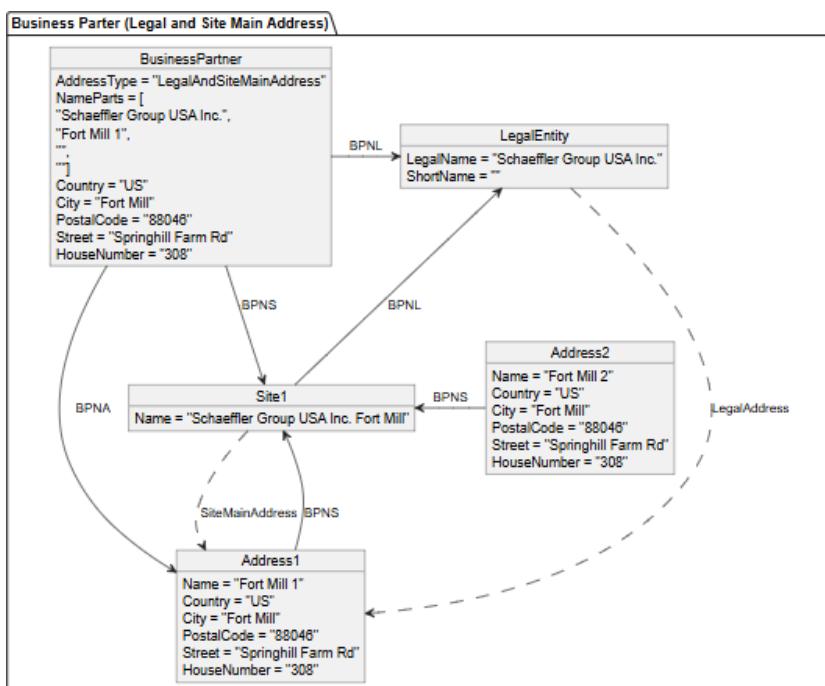 Business Parter (Legal and Site Main Address)
BusinessPartner
AddressType = "LegalAndSiteMainAddress"
NameParts = [
"Schaeffler Group USA Inc.",
"Fort Mill 1",
"",
""]
Country = "US"
City = "Fort Mill"
PostalCode = "88046"
Street = "Springhill Farm Rd"
HouseNumber = "308"
BPNL
LegalEntity
LegalName = "Schaeffler Group USA Inc."
ShortName = ""
BPNS
BPNL
Address2
Name = "Fort Mill 2"
Country = "US"
City = "Fort Mill"
PostalCode = "88046"
Street = "Springhill Farm Rd"
HouseNumber = "308"
BPNS
LegalAddress
BPNA
Site1
Name = "Schaeffler Group USA Inc. Fort Mill"
SiteMainAddress
BPNS
Address1
Name = "Fort Mill 1"
Country = "US"
City = "Fort Mill"
PostalCode = "88046"
Street = "Springhill Farm Rd"
HouseNumber = "308"